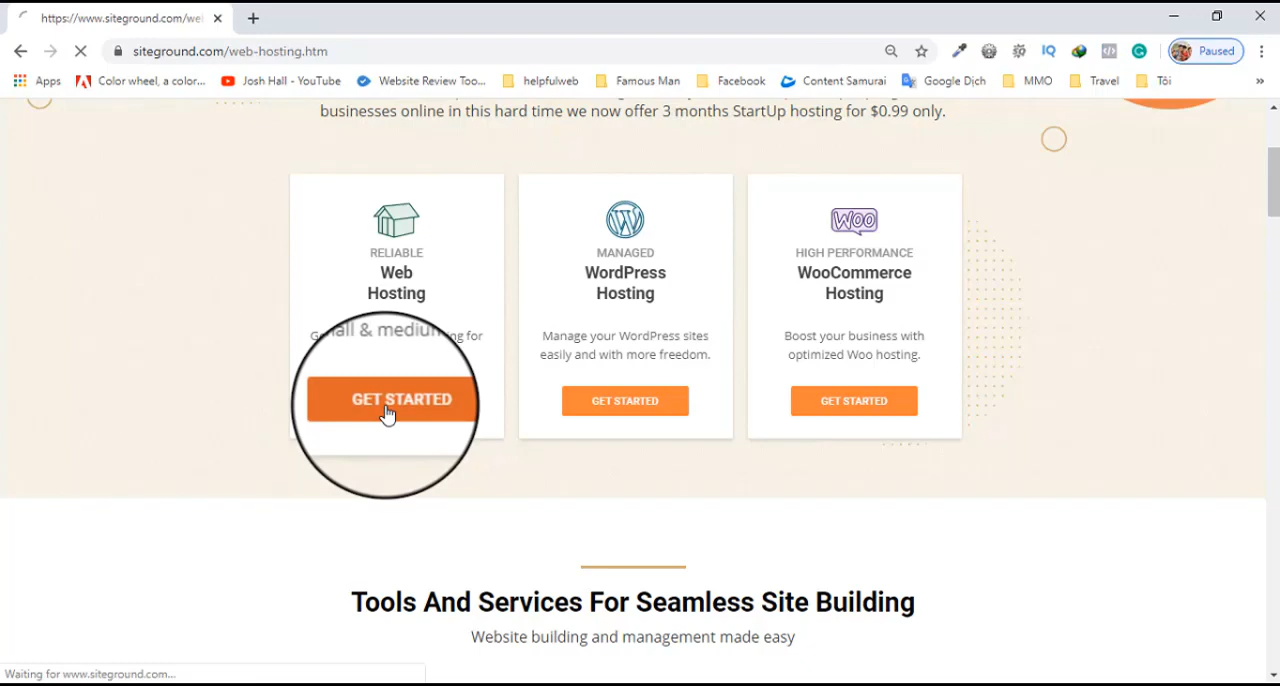 https://www.siteground.com/wel
siteground.com/web-hosting.htm
Paused
Apps
Color wheel, a color...
Josh Hall - YouTube
Website Review Too...
helpfulweb
Famous Man
Facebook
Content Samurai
Google Dịch
MMO
Travel
Tôi
»
businesses online in this hard time we now offer 3 months StartUp hosting for $0.99 only.
RELIABLE
Web
Hosting
all & medium
ng for
GET STARTED
MANAGED
WordPress
Hosting
Manage your WordPress sites
easily and with more freedom.
GET STARTED
WOO
HIGH PERFORMANCE
WooCommerce
Hosting
Boost your business with
optimized Woo hosting.
GET STARTED
Tools And Services For Seamless Site Building
Website building and management made easy
Waiting for www.siteground.com...